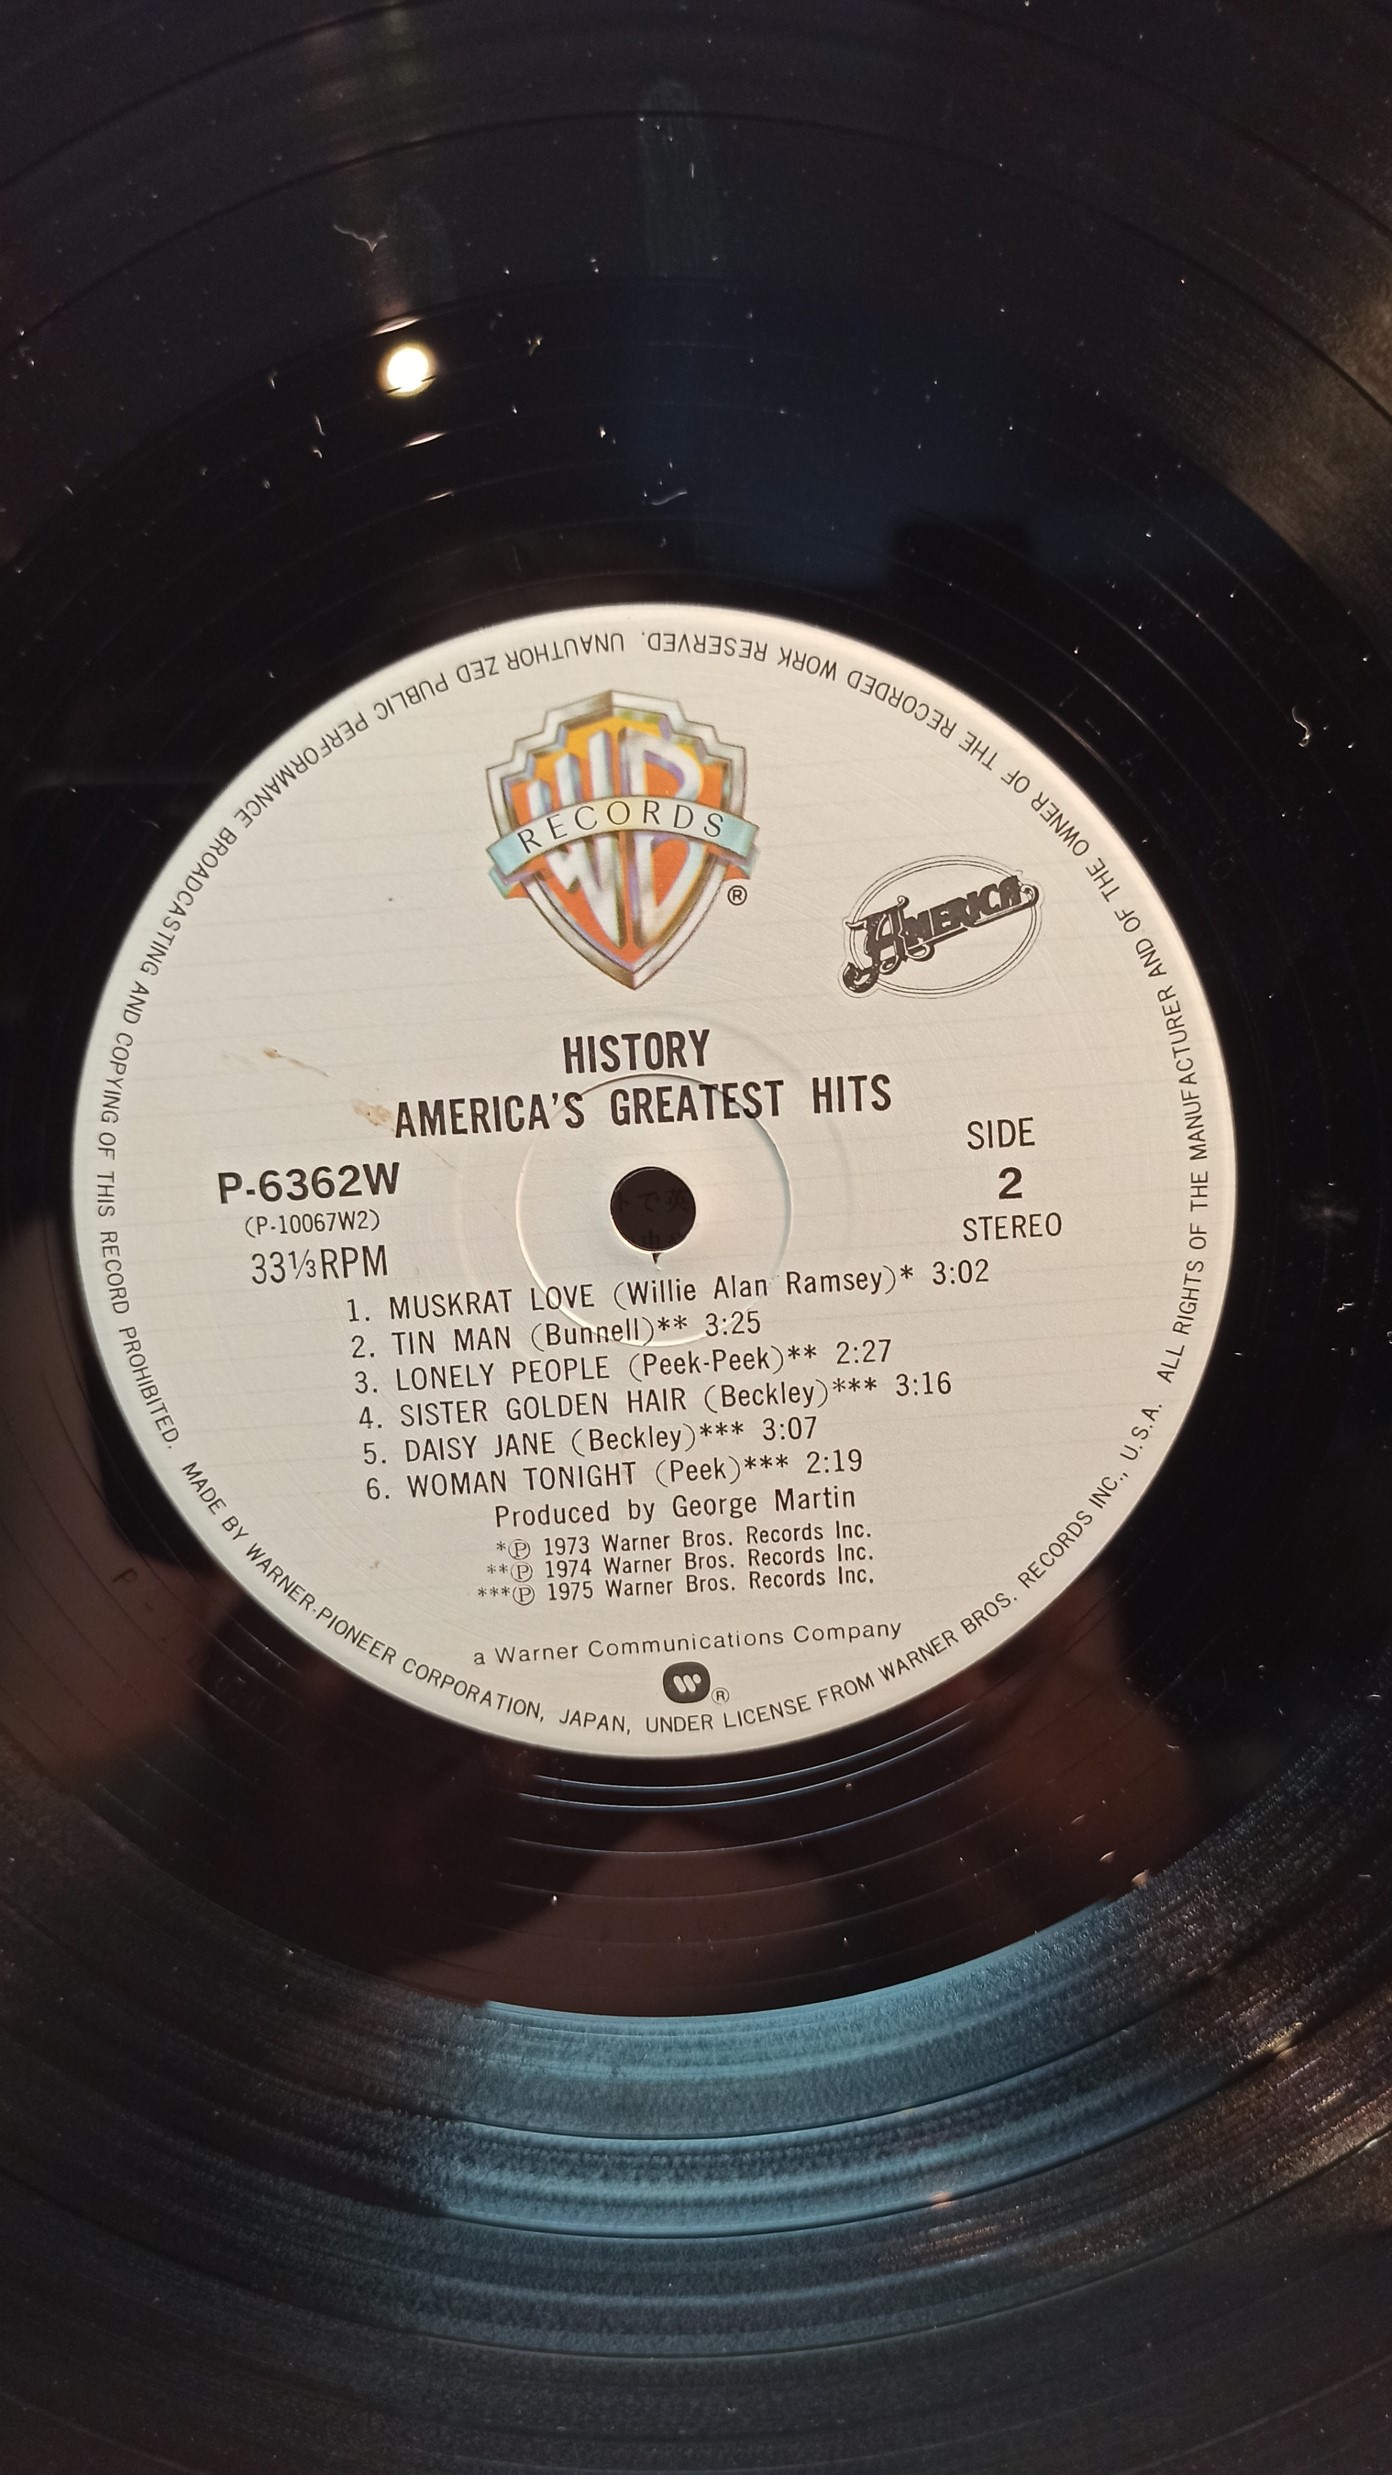 RECORDS
®
AMERICA
HISTORY
AMERICA'S GREATEST HITS
P-6362W
(P-10067W2)
33⅓RPM
SIDE
2
STEREO
1. MUSKRAT LOVE (Willie Alan Ramsey)* 3:02
2. TIN MAN (Bunnell)** 3:25
3. LONELY PEOPLE (Peek-Peek)** 2:27
4. SISTER GOLDEN HAIR (Beckley)*** 3:16
5. DAISY JANE (Beckley)*** 3:07
6. WOMAN TONIGHT (Peek)*** 2:19
Produced by George Martin
*Ⓟ 1973 Warner Bros. Records Inc.
**Ⓟ 1974 Warner Bros. Records Inc.
***Ⓟ 1975 Warner Bros. Records Inc.
a Warner Communications Company
®
MADE BY WARNER-PIONEER CORPORATION, JAPAN, UNDER LICENSE FROM WARNER BROS. RECORDS INC., U.S.A. ALL RIGHTS OF THE MANUFACTURER AND OF THE OWNER OF THE RECORDED WORK RESERVED. UNAUTHOR ZED PUBLIC PERFORMANCE BROADCASTING AND COPYING OF THIS RECORD PROHIBITED.